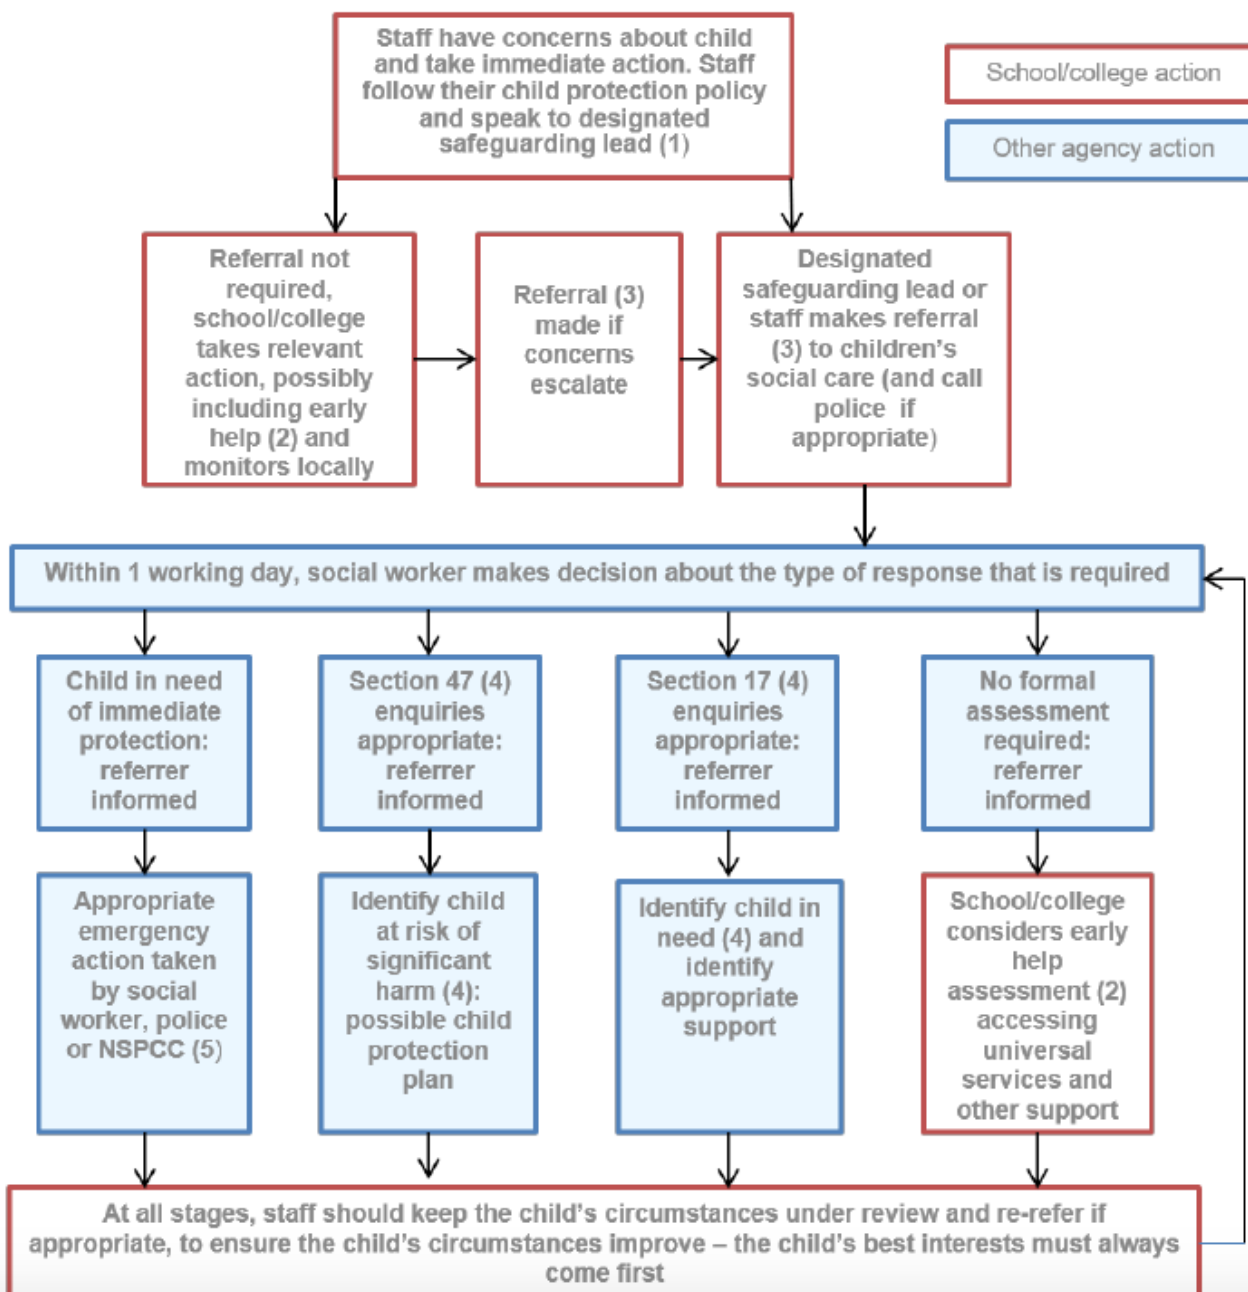 Staff have concerns about child
and take immediate action. Staff
follow their child protection policy
and speak to designated
safeguarding lead (1)
School/college action
Other agency action
Referral not
required,
school/college
takes relevant
action, possibly
including early
help (2) and
monitors locally
Referral (3)
made if
concerns
escalate
Designated
safeguarding lead or
staff makes referral
(3) to children’s
social care (and call
police if
appropriate)
Within 1 working day, social worker makes decision about the type of response that is required
Child in need
of immediate
protection:
referrer
informed
Section 47 (4)
enquiries
appropriate:
referrer
informed
Section 17 (4)
enquiries
appropriate:
referrer
informed
No formal
assessment
required:
referrer
informed
Appropriate
emergency
action taken
by social
worker, police
or NSPCC (5)
Identify child
at risk of
significant
harm (4):
possible child
protection
plan
Identify child in
need (4) and
identify
appropriate
support
School/college
considers early
help
assessment (2)
accessing
universal
services and
other support
At all stages, staff should keep the child’s circumstances under review and re-refer if
appropriate, to ensure the child’s circumstances improve – the child’s best interests must always
come first